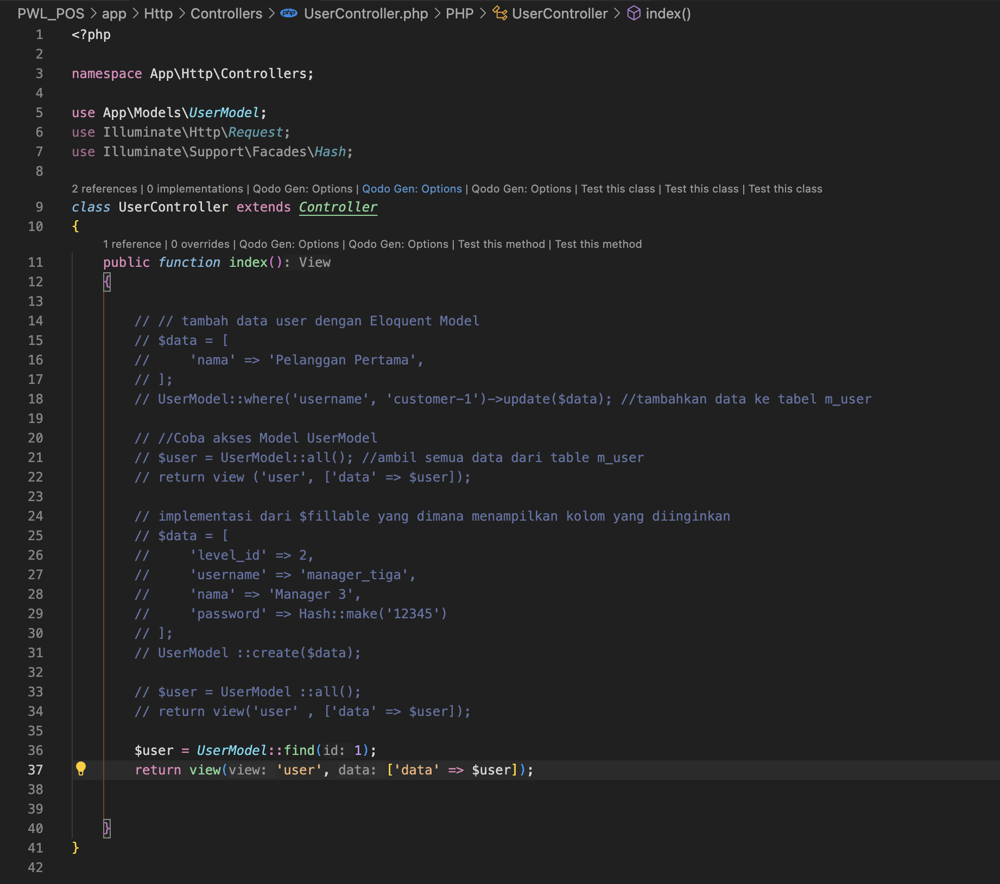 PWL_POS > app > Http > Controllers > php UserController.php > PHP > UserController > index()
1 <?php
2
3 namespace App\Http\Controllers;
4
5 use App\Models\UserModel;
6 use Illuminate\Http\Request;
7 use Illuminate\Support\Facades\Hash;
8
2 references | 0 implementations | Qodo Gen: Options | Qodo Gen: Options | Qodo Gen: Options | Test this class | Test this class | Test this class
9 class UserController extends Controller
10 {
1 reference | 0 overrides | Qodo Gen: Options | Qodo Gen: Options | Test this method | Test this method
11     public function index(): View
12     {
13
14         // // tambah data user dengan Eloquent Model
15         // $data = [
16         //     'nama' => 'Pelanggan Pertama',
17         // ];
18         // UserModel::where('username', 'customer-1')->update($data); //tambahkan data ke tabel m_user
19
20         // //Coba akses Model UserModel
21         // $user = UserModel::all(); //ambil semua data dari table m_user
22         // return view ('user', ['data' => $user]);
23
24         // implementasi dari $fillable yang dimana menampilkan kolom yang diinginkan
25         // $data = [
26         //     'level_id' => 2,
27         //     'username' => 'manager_tiga',
28         //     'nama' => 'Manager 3',
29         //     'password' => Hash::make('12345')
30         // ];
31         // UserModel ::create($data);
32
33         // $user = UserModel ::all();
34         // return view('user' , ['data' => $user]);
35
36         $user = UserModel::find(id: 1);
37         return view(view: 'user', data: ['data' => $user]);
38
39
40     }
41 }
42